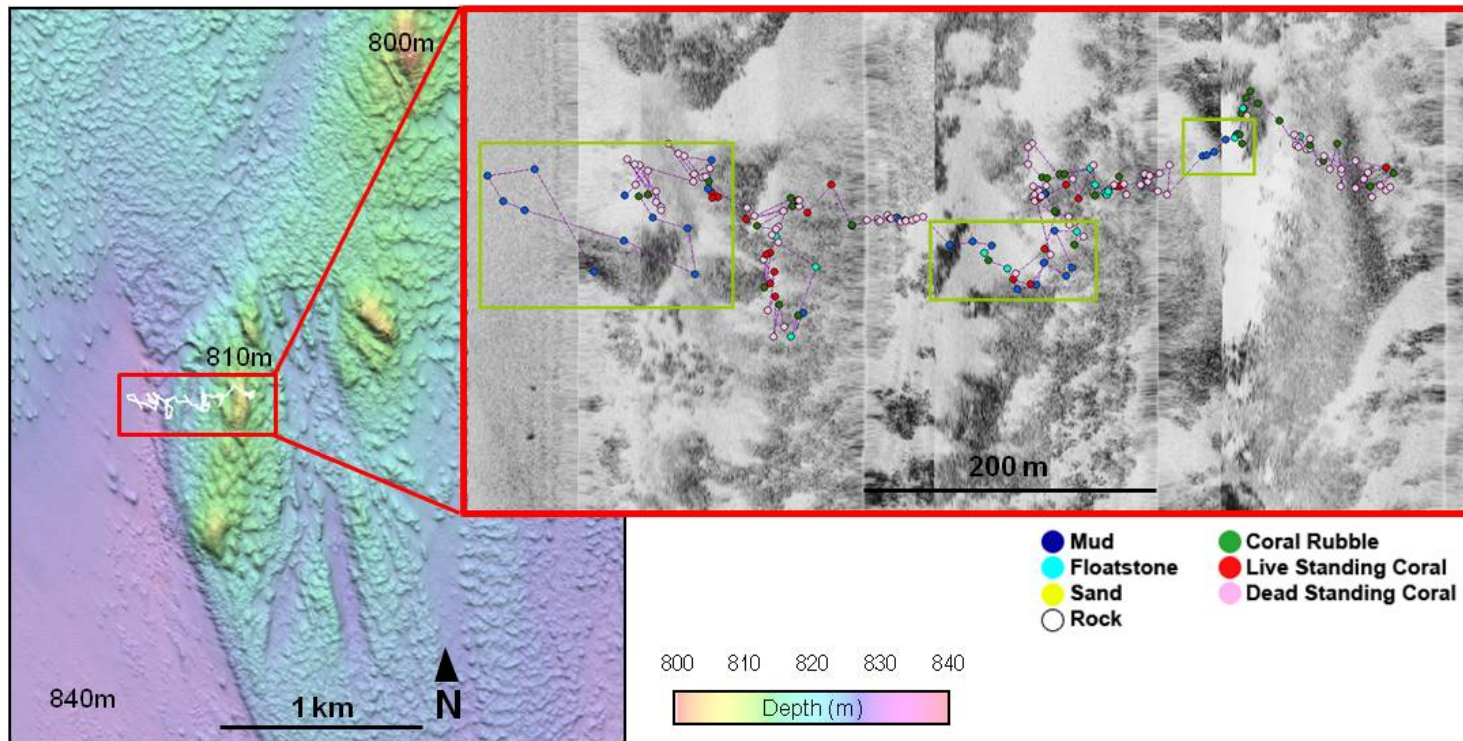 800m
810m
200 m
840m
1 km
N
Mud
Floatstone
Sand
Rock
Coral Rubble
Live Standing Coral
Dead Standing Coral
800 810 820 830 840
Depth (m)